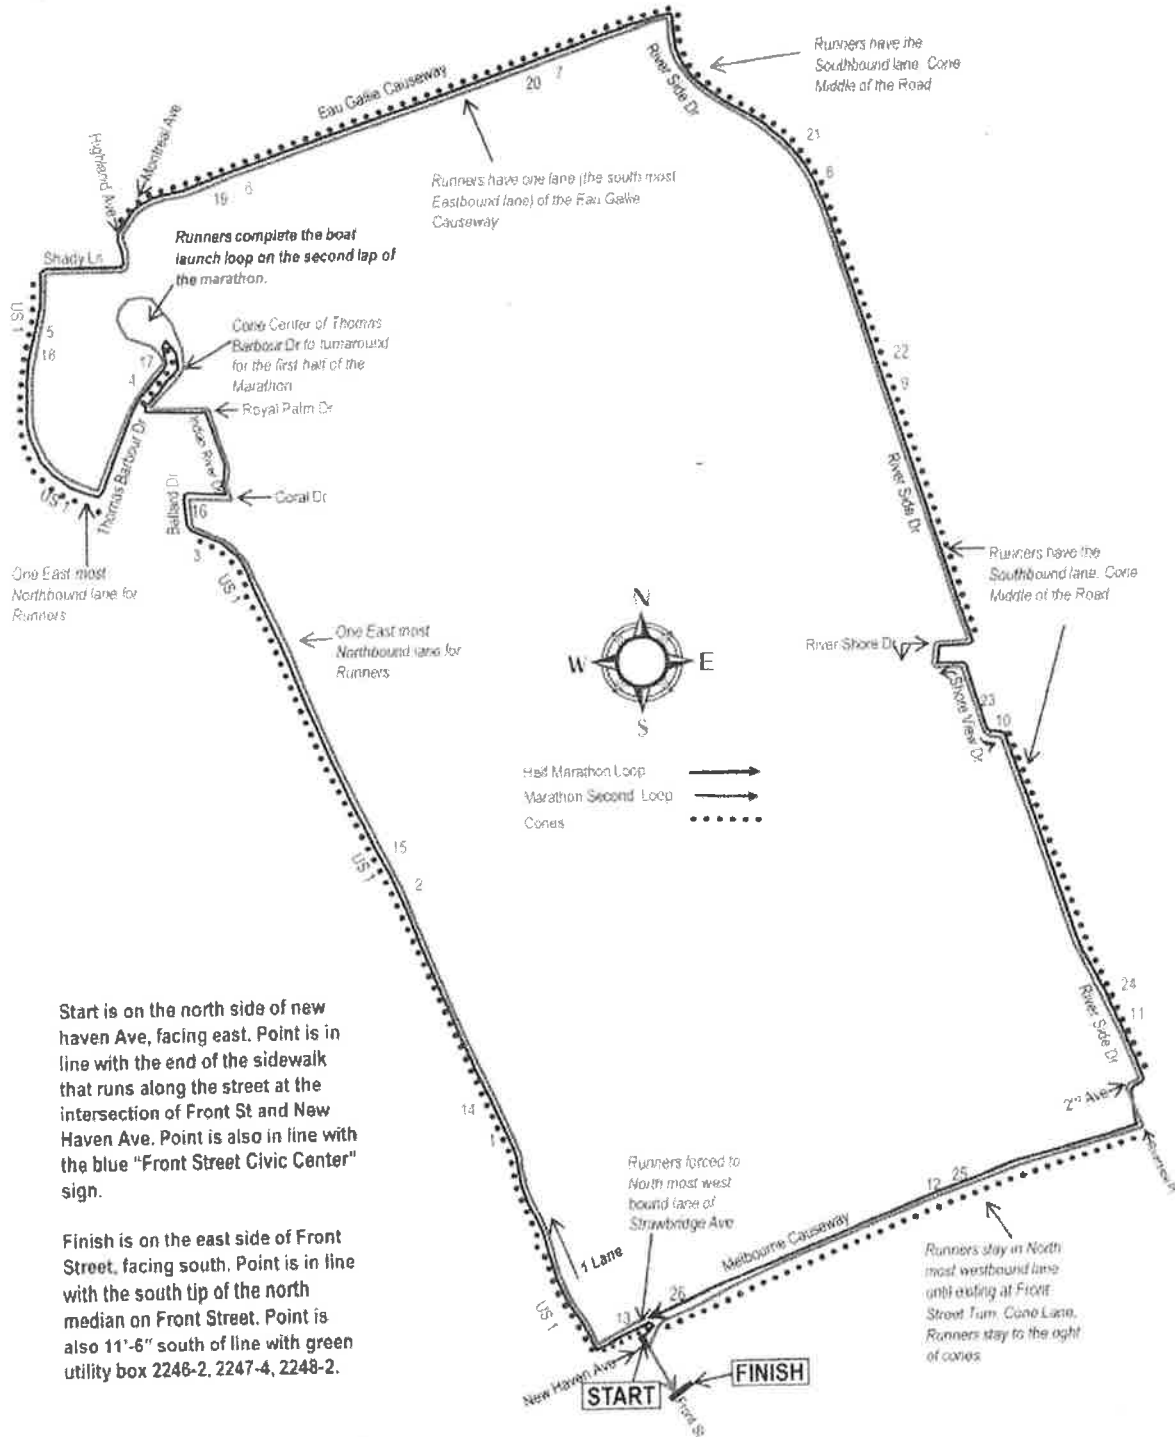 Runners have the
Southbound lane. Cone
Middle of the Road
River Side Dr
Eau Gallie Causeway
20
7
21
8
Highland Ave
Montreal Ave
19
6
Runners have one lane (the south most
Eastbound lane) of the Eau Gallie
Causeway
Runners complete the boat
launch loop on the second lap of
the marathon.
Shady Ln
US 1
5
18
Cone Center of Thomas
Barbour Dr to turnaround
for the first half of the
Marathon
17
4
22
9
Royal Palm Dr
Indian River Dr
Thomas Barbour Dr
US 1
Ballard Dr
16
Coral Dr
3
River Side Dr
One East most
Northbound lane for
Runners
US 1
Runners have the
Southbound lane. Cone
Middle of the Road
One East most
Northbound lane for
Runners
N
W
E
S
River Shore Dr
Shore View Dr
23
10
Half Marathon Loop
Marathon Second Loop
Cones
15
US 1
2
24
11
River Side Dr
2nd Ave
Start is on the north side of new
haven Ave, facing east. Point is in
line with the end of the sidewalk
that runs along the street at the
intersection of Front St and New
Haven Ave. Point is also in line with
the blue "Front Street Civic Center"
sign.
14
1
Runners forced to
North most west
bound lane of
Strawbridge Ave
12
25
Melbourne Causeway
1 Lane
Finish is on the east side of Front
Street, facing south. Point is in line
with the south tip of the north
median on Front Street. Point is
also 11'-6" south of line with green
utility box 2246-2, 2247-4, 2248-2.
Runners stay in North
most westbound lane
until exiting at Front
Street Turn. Cone Lane,
Runners stay to the right
of cones
US 1
13
26
New Haven Ave
START
FINISH
Front St